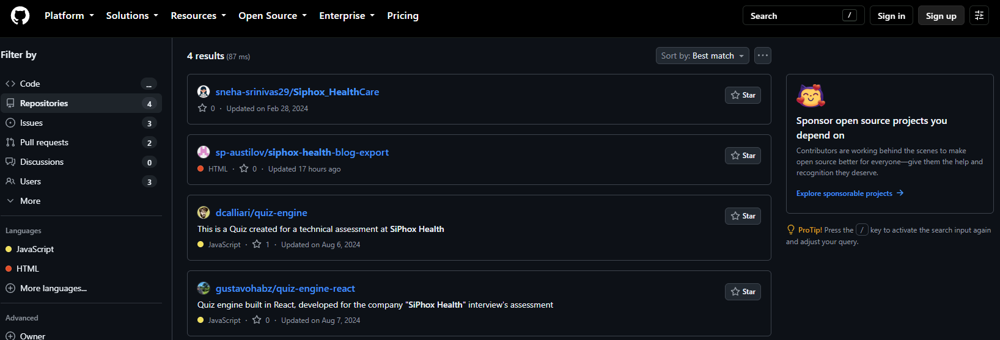 Platform Solutions Resources Open Source Enterprise Pricing Search / Sign in Sign up
Filter by
Code ...
Repositories 4
Issues 3
Pull requests 2
Discussions 0
Users 3
More
Languages
JavaScript
HTML
More languages...
Advanced
Owner
4 results (87 ms)
Sort by: Best match ...
sneha-srinivas29/Siphox_HealthCare
Star
0 · Updated on Feb 28, 2024
sp-austilov/siphox-health-blog-export
Star
HTML · 0 · Updated 17 hours ago
dcalliari/quiz-engine
Star
This is a Quiz created for a technical assessment at SiPhox Health
JavaScript · 1 · Updated on Aug 6, 2024
gustavohabz/quiz-engine-react
Star
Quiz engine built in React, developed for the company "SiPhox Health" interview's assessment
JavaScript · 0 · Updated on Aug 7, 2024
Sponsor open source projects you
depend on
Contributors are working behind the scenes to make
open source better for everyone—give them the help and
recognition they deserve.
Explore sponsorable projects →
ProTip! Press the / key to activate the search input again
and adjust your query.